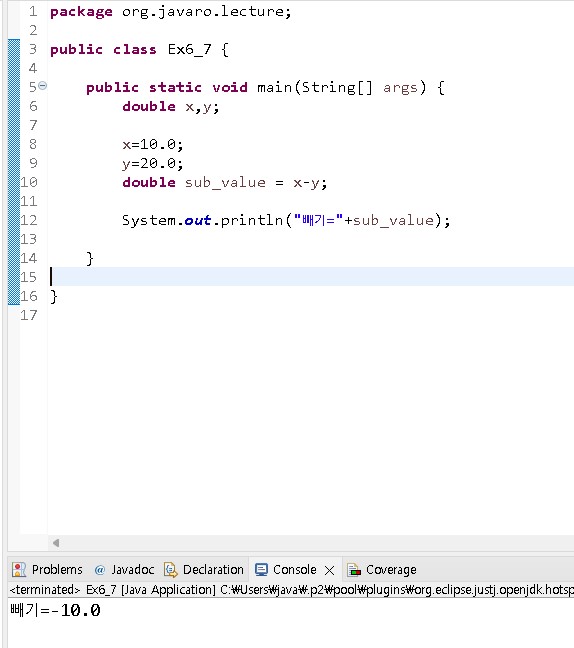 1 package org.javaro.lecture;
2
3 public class Ex6_7 {
4
5 public static void main(String[] args) {
6 double x,y;
7
8 x=10.0;
9 y=20.0;
10 double sub_value = x-y;
11
12 System.out.println("빼기="+sub_value);
13
14 }
15
16 }
17
Problems @ Javadoc Declaration Console Coverage
<terminated> Ex6_7 [Java Application] C:₩Users₩java₩.p2₩pool₩plugins₩org.eclipse.justj.openjdk.hotsp
빼기=-10.0